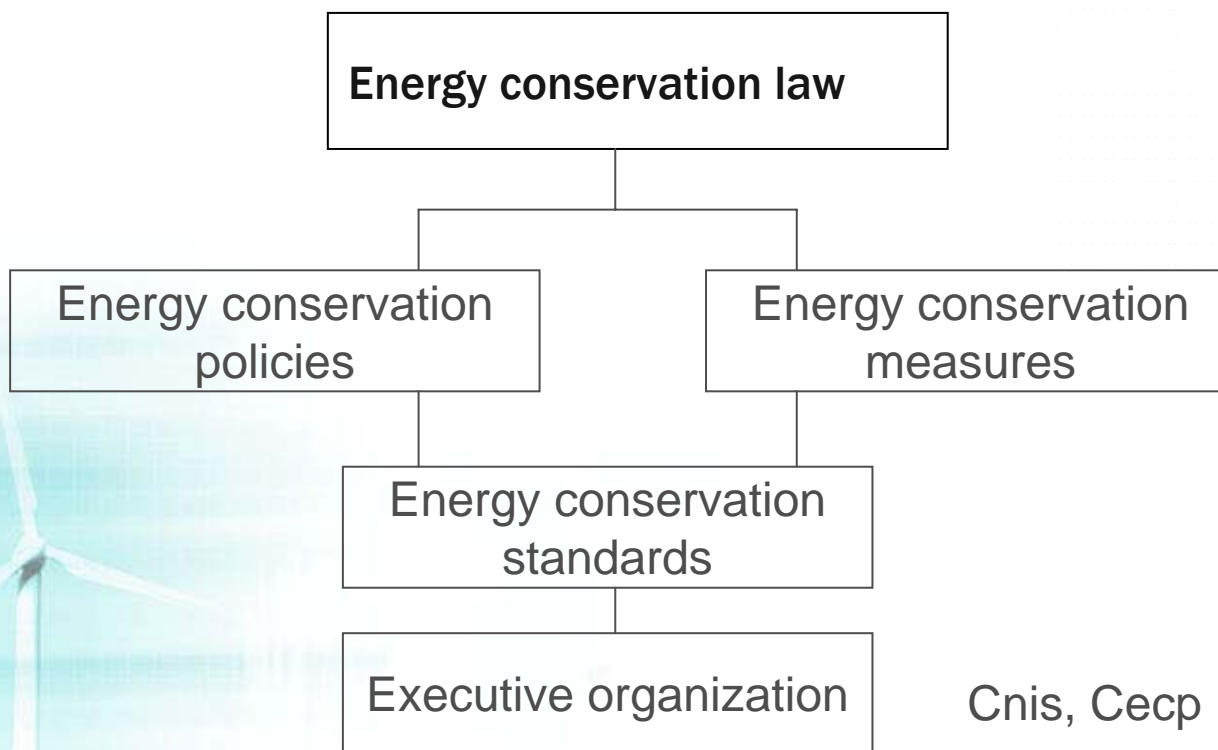 Energy conservation law
Energy conservation
policies
Energy conservation
measures
Energy conservation
standards
Executive organization
Cnis, Cecp